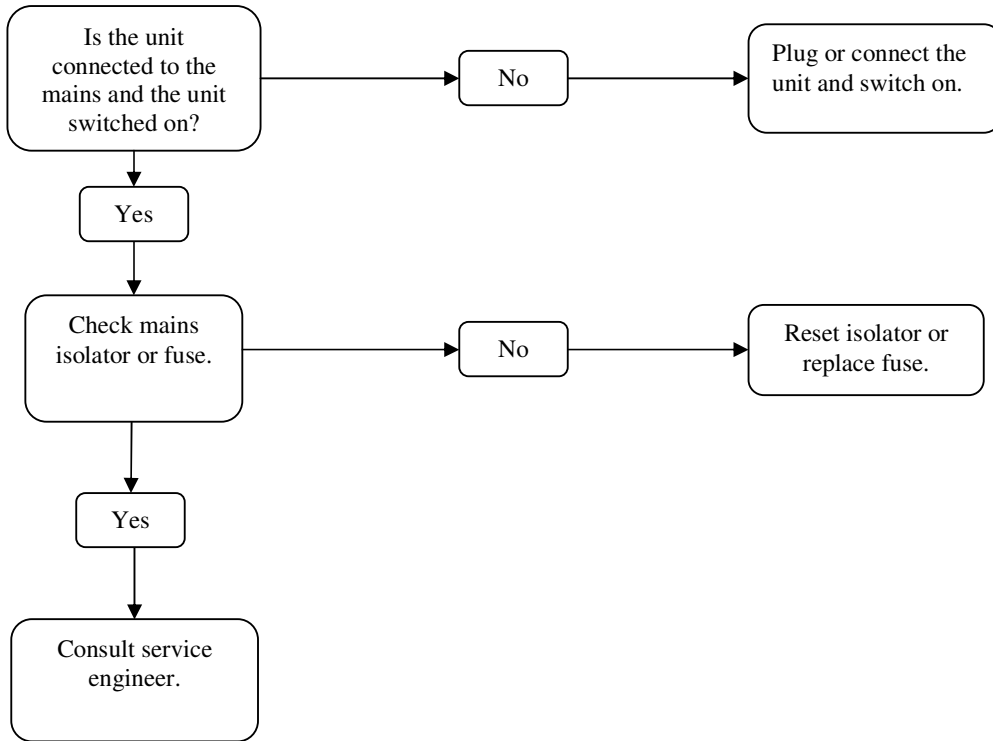 Is the unit
connected to the
mains and the unit
switched on?
No
Plug or connect the
unit and switch on.
Yes
Check mains
isolator or fuse.
No
Reset isolator or
replace fuse.
Yes
Consult service
engineer.